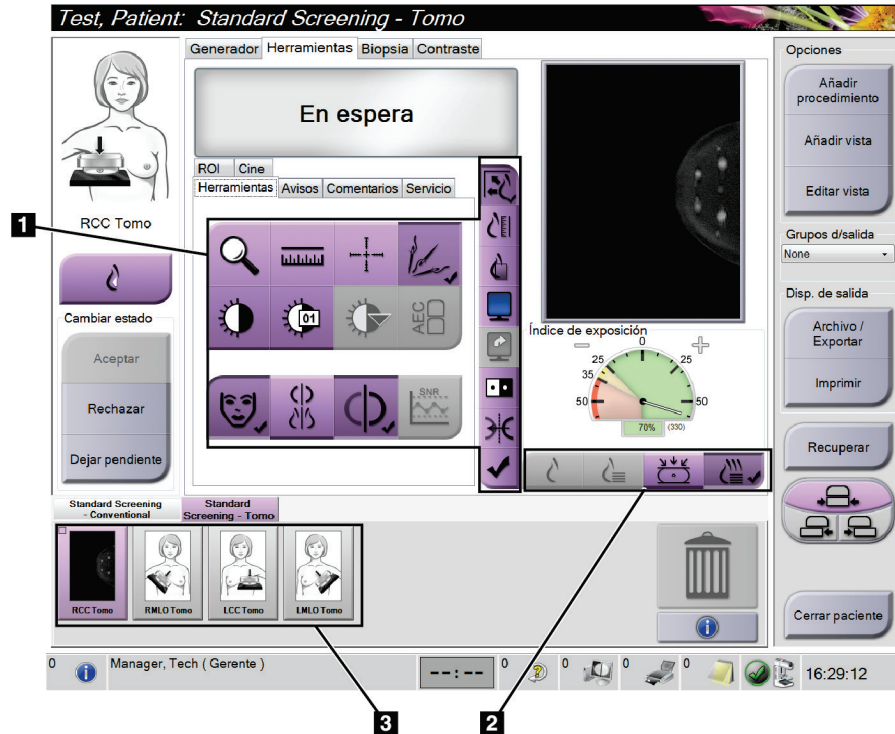 Test, Patient: Standard Screening - Tomo
Generador Herramientas Biopsia Contraste
En espera
ROI Cine
Herramientas Avisos Comentarios Servicio
RCC Tomo
1
01
AEC
SNR
Cambiar estado
Aceptar
Rechazar
Dejar pendiente
Índice de exposición
0
25 25
35
50 50
70% (330)
Opciones
Añadir
procedimiento
Añadir vista
Editar vista
Grupos d/salida
None
Disp. de salida
Archivo /
Exportar
Imprimir
Recuperar
Cerrar paciente
Standard Screening
- Conventional
Standard
Screening - Tomo
RCC Tomo RMLO Tomo LCC Tomo LMLO Tomo
0 Manager, Tech ( Gerente ) --:-- 0 0 0 0 16:29:12
3 2